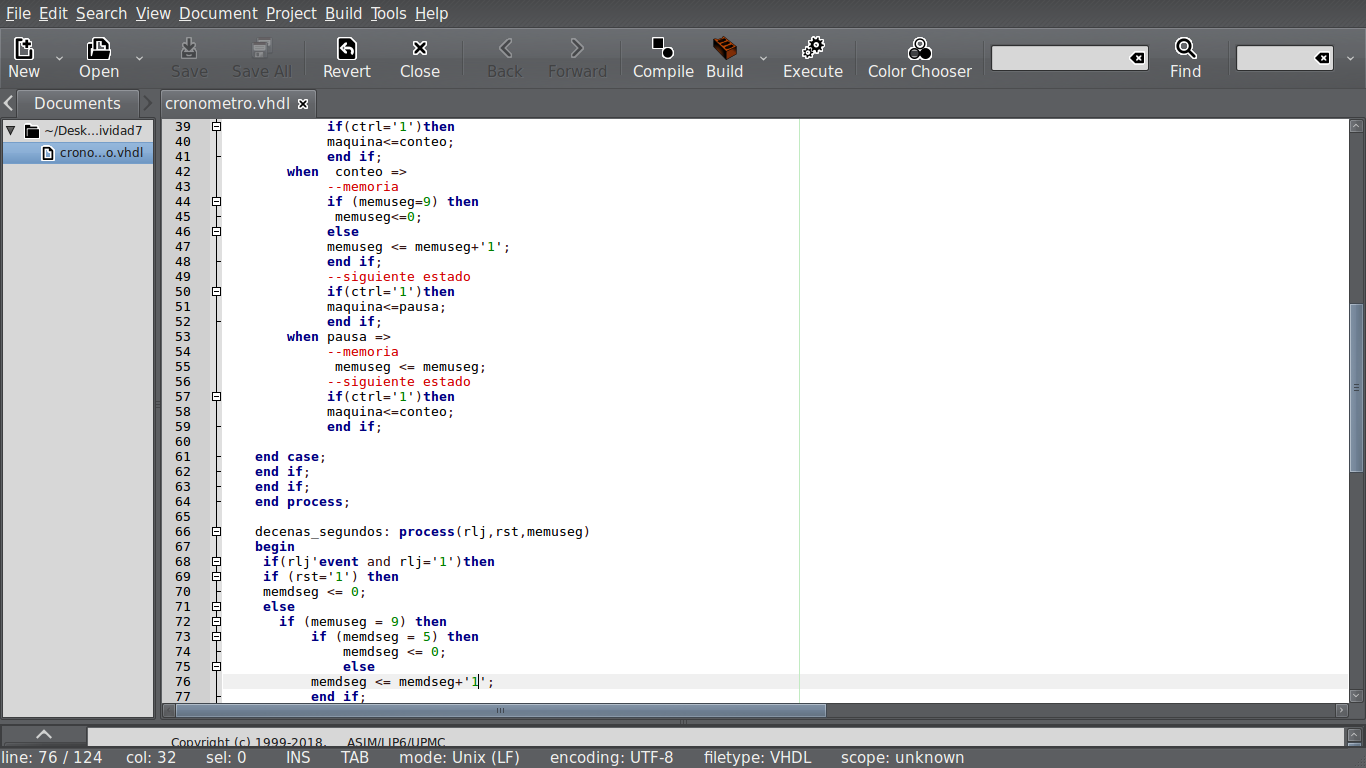 File Edit Search View Document Project Build Tools Help
New Open Save Save All Revert Close Back Forward Compile Build Execute Color Chooser Find
Documents
cronometro.vhdl
~/Desk...ividad7
crono...o.vhdl
39 if(ctrl='1')then
40 maquina<=conteo;
41 end if;
42 when  conteo =>
43 --memoria
44 if (memuseg=9) then
45 memuseg<=0;
46 else
47 memuseg <= memuseg+'1';
48 end if;
49 --siguiente estado
50 if(ctrl='1')then
51 maquina<=pausa;
52 end if;
53 when pausa =>
54 --memoria
55 memuseg <= memuseg;
56 --siguiente estado
57 if(ctrl='1')then
58 maquina<=conteo;
59 end if;
60
61 end case;
62 end if;
63 end if;
64 end process;
65
66 decenas_segundos: process(rlj,rst,memuseg)
67 begin
68 if(rlj'event and rlj='1')then
69 if (rst='1') then
70 memdseg <= 0;
71 else
72 if (memuseg = 9) then
73 if (memdseg = 5) then
74 memdseg <= 0;
75 else
76 memdseg <= memdseg+'1';
77 end if;
Copyright (c) 1999-2018, ASIM/LIP6/UPMC
line: 76 / 124 col: 32 sel: 0 INS TAB mode: Unix (LF) encoding: UTF-8 filetype: VHDL scope: unknown